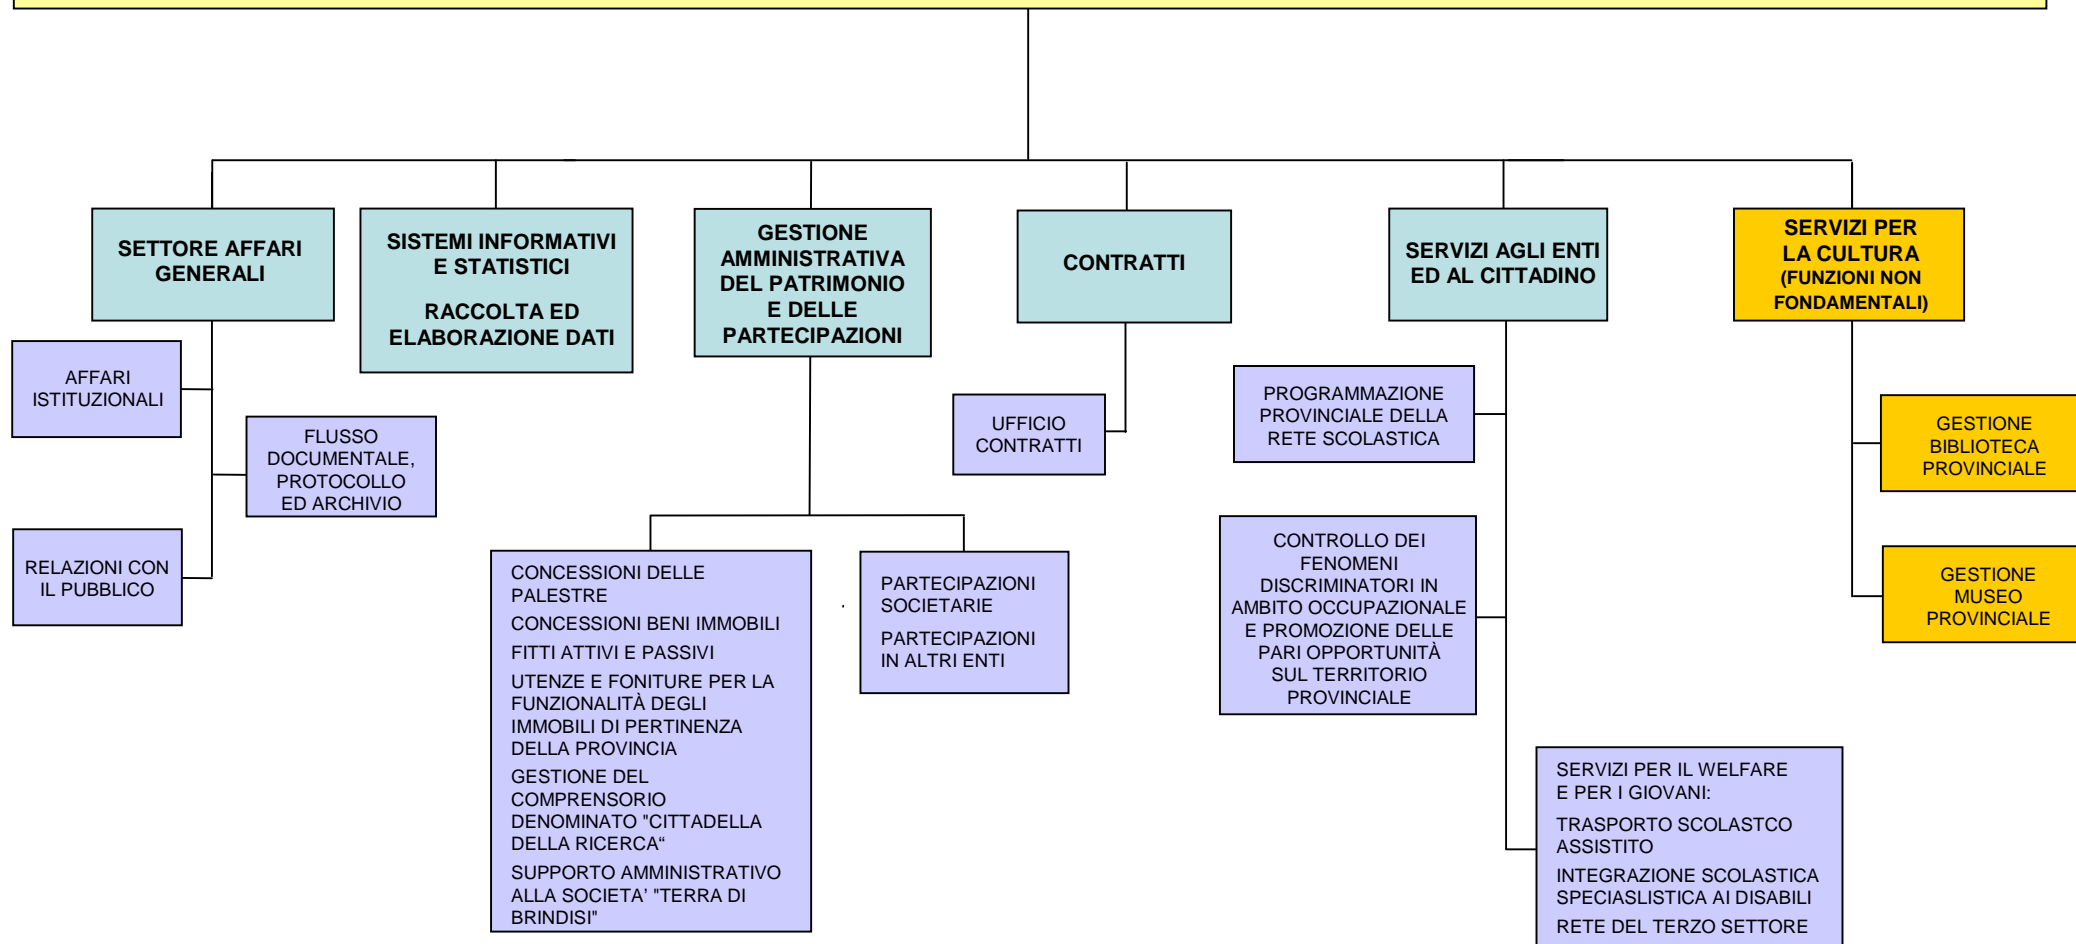 SETTORE AFFARI
GENERALI
SISTEMI INFORMATIVI
E STATISTICI
RACCOLTA ED
ELABORAZIONE DATI
GESTIONE
AMMINISTRATIVA
DEL PATRIMONIO
E DELLE
PARTECIPAZIONI
CONTRATTI
SERVIZI AGLI ENTI
ED AL CITTADINO
SERVIZI PER
LA CULTURA
(FUNZIONI NON
FONDAMENTALI)
AFFARI
ISTITUZIONALI
FLUSSO
DOCUMENTALE,
PROTOCOLLO
ED ARCHIVIO
RELAZIONI CON
IL PUBBLICO
CONCESSIONI DELLE
PALESTRE
CONCESSIONI BENI IMMOBILI
FITTI ATTIVI E PASSIVI
UTENZE E FONITURE PER LA
FUNZIONALITÀ DEGLI
IMMOBILI DI PERTINENZA
DELLA PROVINCIA
GESTIONE DEL
COMPRENSORIO
DENOMINATO "CITTADELLA
DELLA RICERCA“
SUPPORTO AMMINISTRATIVO
ALLA SOCIETA’ "TERRA DI
BRINDISI"
PARTECIPAZIONI
SOCIETARIE
PARTECIPAZIONI
IN ALTRI ENTI
UFFICIO
CONTRATTI
PROGRAMMAZIONE
PROVINCIALE DELLA
RETE SCOLASTICA
CONTROLLO DEI
FENOMENI
DISCRIMINATORI IN
AMBITO OCCUPAZIONALE
E PROMOZIONE DELLE
PARI OPPORTUNITÀ
SUL TERRITORIO
PROVINCIALE
SERVIZI PER IL WELFARE
E PER I GIOVANI:
TRASPORTO SCOLASTCO
ASSISTITO
INTEGRAZIONE SCOLASTICA
SPECIASLISTICA AI DISABILI
RETE DEL TERZO SETTORE
GESTIONE
BIBLIOTECA
PROVINCIALE
GESTIONE
MUSEO
PROVINCIALE